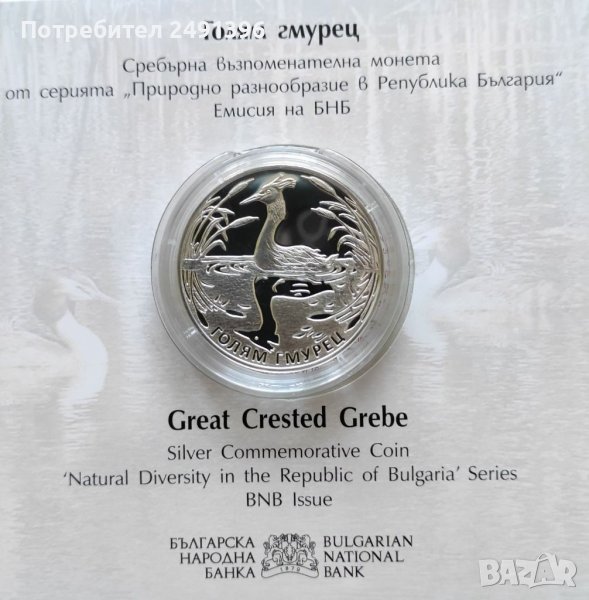 Потребител 2491396
Голям гмурец
Сребърна възпоменателна монета
от серията „Природно разнообразие в Република България“
Емисия на БНБ
ГОЛЯМ ГМУРЕЦ
Great Crested Grebe
Silver Commemorative Coin
‘Natural Diversity in the Republic of Bulgaria’ Series
BNB Issue
БЪЛГАРСКА
НАРОДНА
БАНКА
1879
BULGARIAN
NATIONAL
BANK
BAZAR